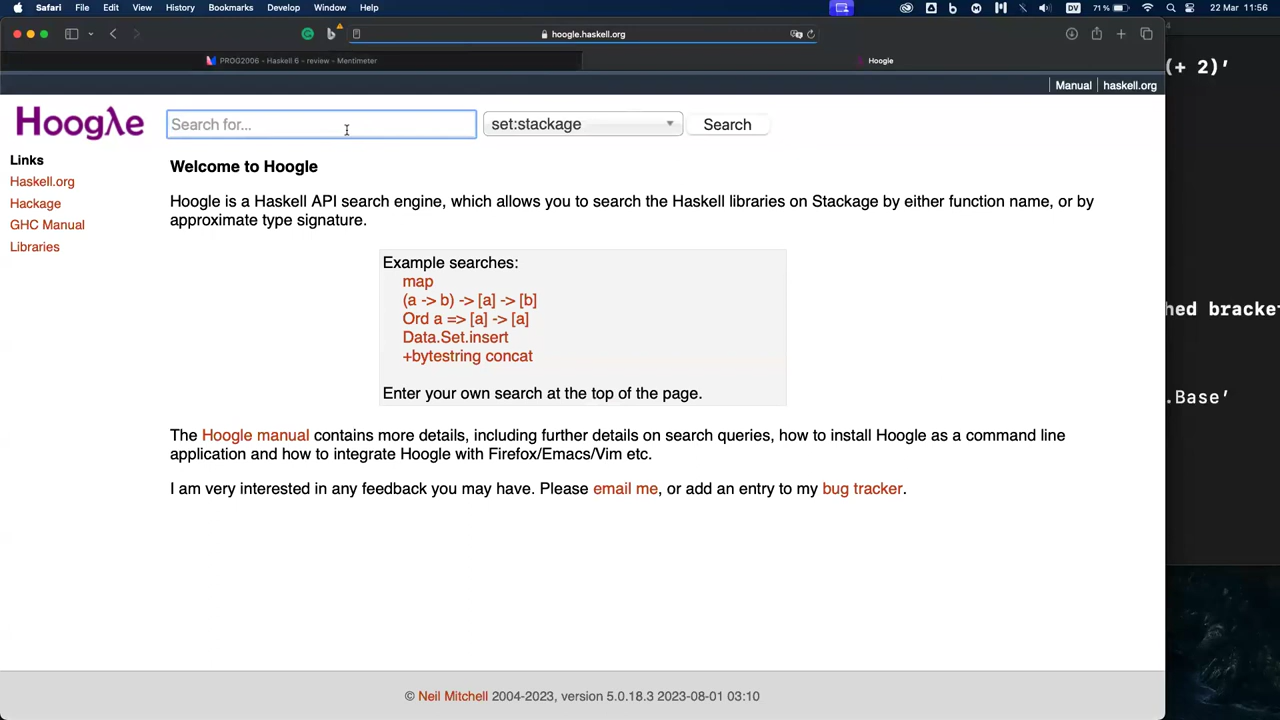 Safari File Edit View History Bookmarks Develop Window Help DV 71% 22 Mar 11:56
hoogle.haskell.org
PROG2006 - Haskell 6 - review - Mentimeter Hoogle
Manual haskell.org
(+ 2)’
Hoogλe Search for... set:stackage Search
Links
Haskell.org
Hackage
GHC Manual
Libraries
Welcome to Hoogle
Hoogle is a Haskell API search engine, which allows you to search the Haskell libraries on Stackage by either function name, or by
approximate type signature.
Example searches:
map
(a -> b) -> [a] -> [b]
Ord a => [a] -> [a]
Data.Set.insert
+bytestring concat
Enter your own search at the top of the page.
The Hoogle manual contains more details, including further details on search queries, how to install Hoogle as a command line
application and how to integrate Hoogle with Firefox/Emacs/Vim etc.
I am very interested in any feedback you may have. Please email me, or add an entry to my bug tracker.
hed bracket
.Base’
© Neil Mitchell 2004-2023, version 5.0.18.3 2023-08-01 03:10